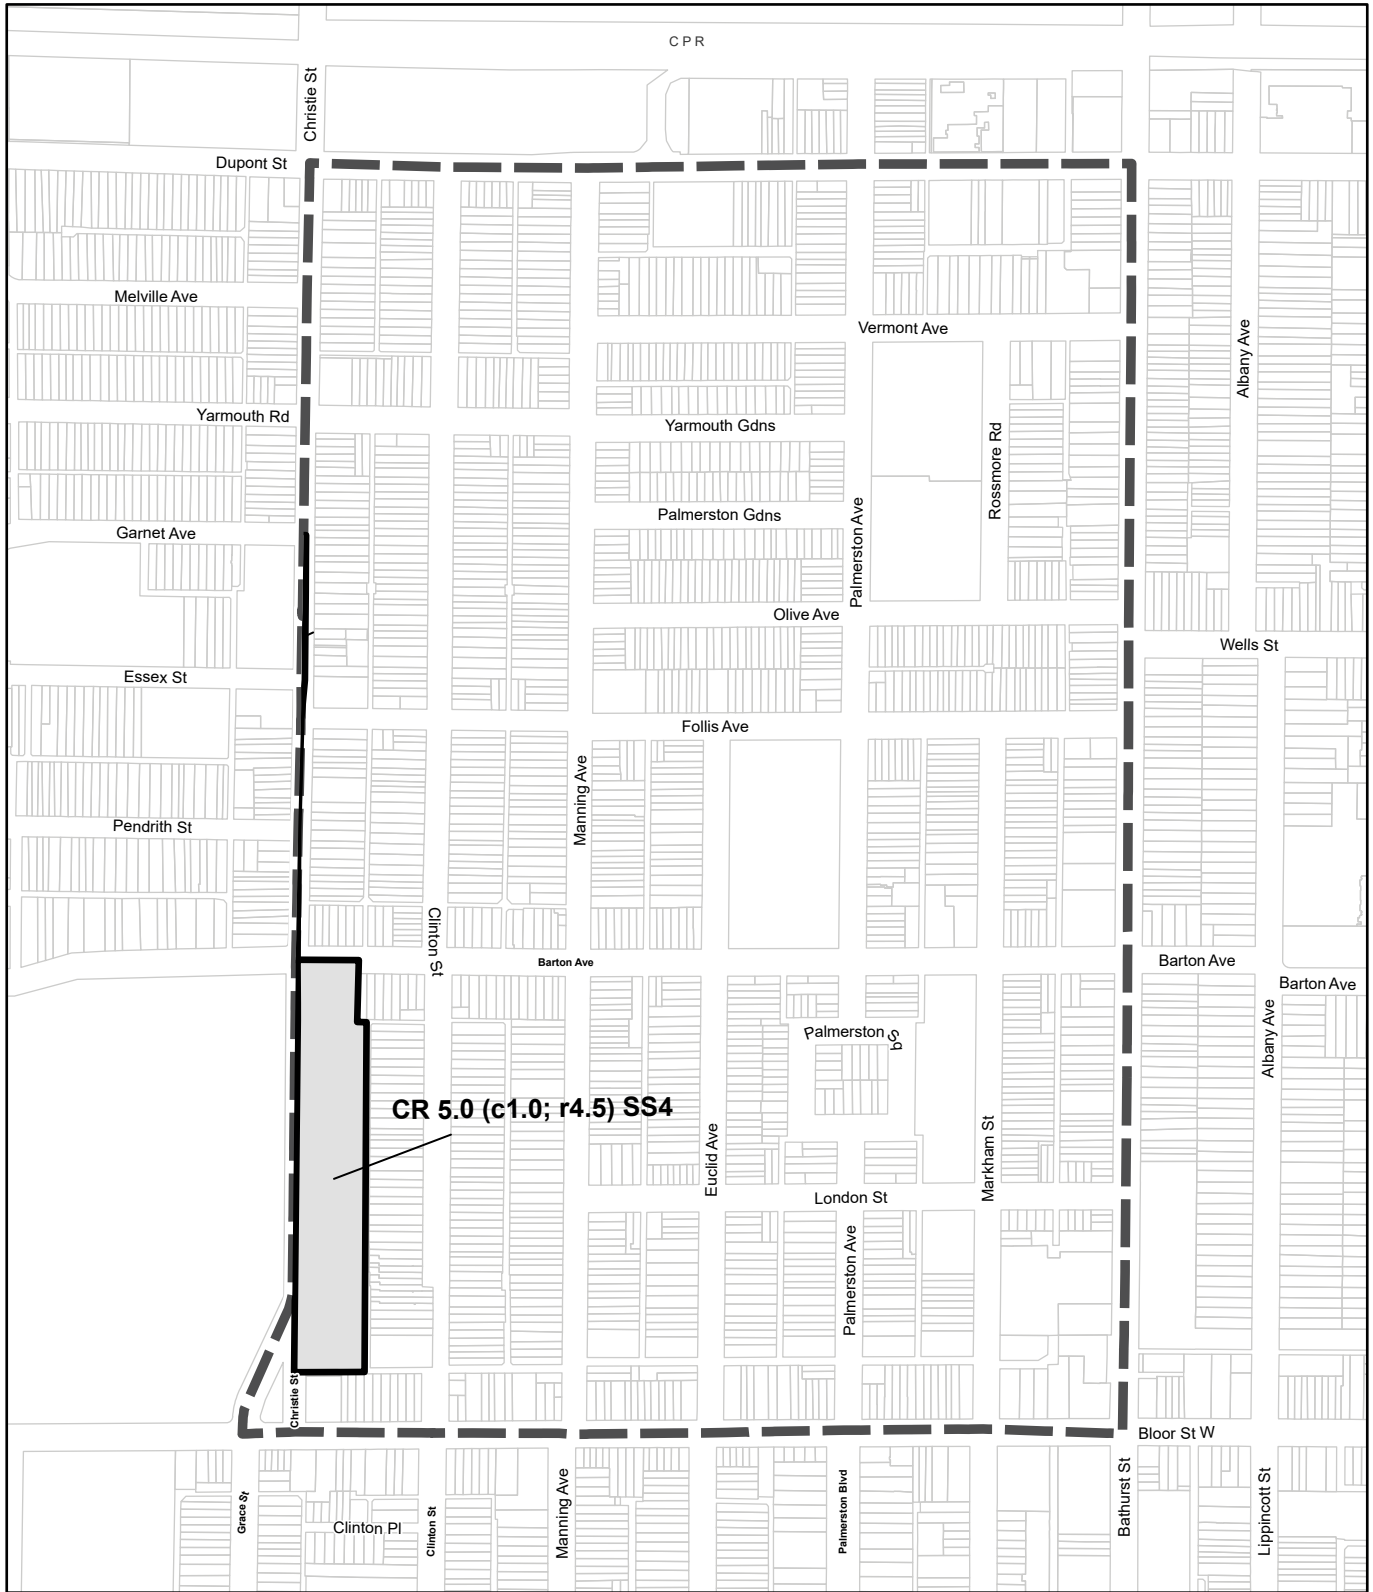 C P R
Christie St
Dupont St
Melville Ave
Vermont Ave
Albany Ave
Yarmouth Rd
Yarmouth Gdns
Rossmore Rd
Palmerston Gdns
Garnet Ave
Palmerston Ave
Olive Ave
Wells St
Essex St
Follis Ave
Manning Ave
Pendrith St
Clinton St
Barton Ave
Barton Ave
Barton Ave
Albany Ave
Palmerston Sq
CR 5.0 (c1.0; r4.5) SS4
Euclid Ave
Markham St
London St
Palmerston Ave
Christie St
Bloor St W
Grace St
Clinton Pl
Clinton St
Manning Ave
Palmerston Blvd
Bathurst St
Lippincott St